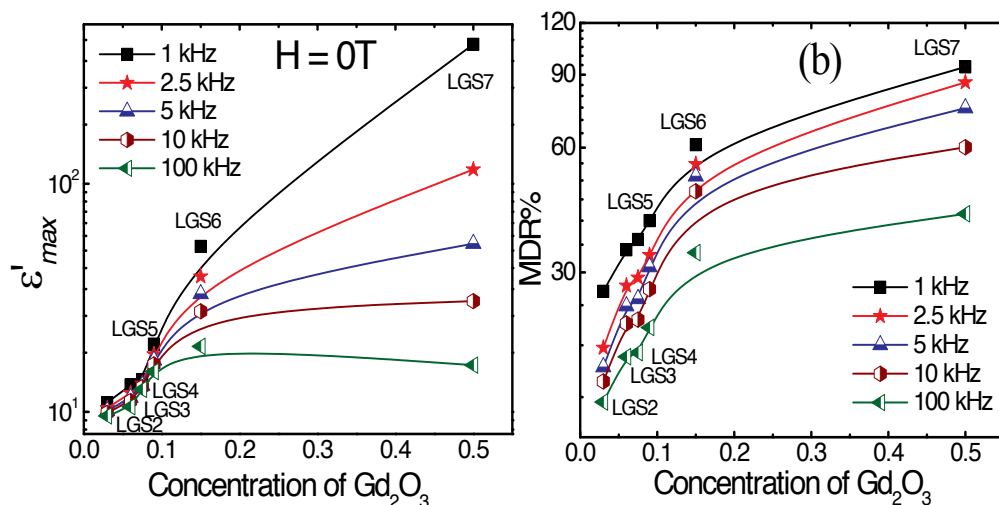 1 kHz
2.5 kHz
5 kHz
10 kHz
100 kHz
H = 0T
LGS7
LGS6
LGS5
LGS4
LGS3
LGS2
10²
10¹
ε'max
0.0 0.1 0.2 0.3 0.4 0.5
Concentration of Gd₂O₃
(b)
LGS7
LGS6
LGS5
LGS4
LGS3
LGS2
1 kHz
2.5 kHz
5 kHz
10 kHz
100 kHz
120
90
60
30
MDR%
0.0 0.1 0.2 0.3 0.4 0.5
Concentration of Gd₂O₃